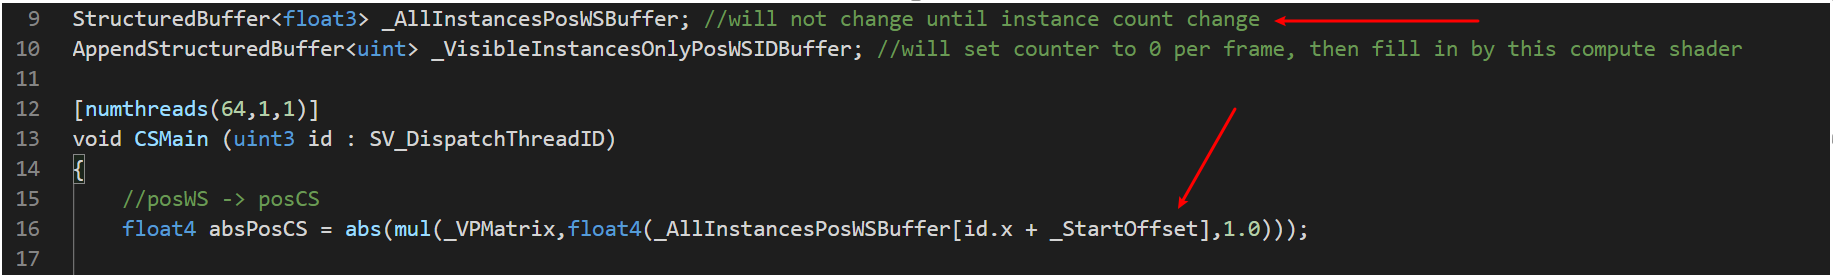 9 StructuredBuffer<float3> _AllInstancesPosWSBuffer; //will not change until instance count change
10 AppendStructuredBuffer<uint> _VisibleInstancesOnlyPosWSIDBuffer; //will set counter to 0 per frame, then fill in by this compute shader
11
12 [numthreads(64,1,1)]
13 void CSMain (uint3 id : SV_DispatchThreadID)
14 {
15 //posWS -> posCS
16 float4 absPosCS = abs(mul(_VPMatrix,float4(_AllInstancesPosWSBuffer[id.x + _StartOffset],1.0)));
17